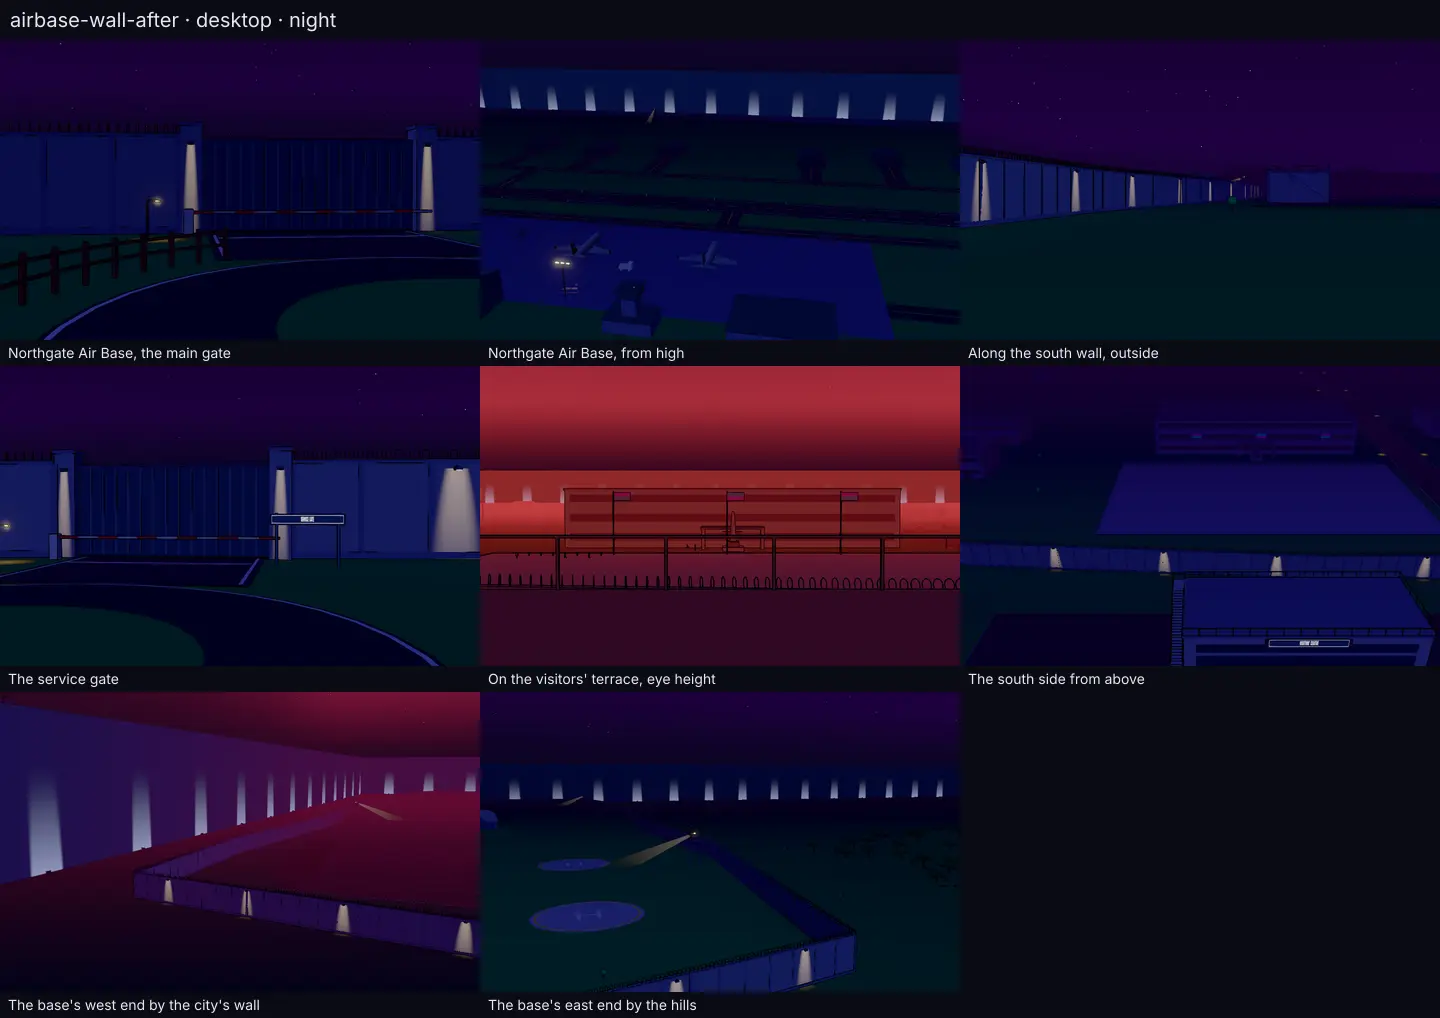 airbase-wall-after · desktop · night
Northgate Air Base, the main gate
Northgate Air Base, from high
Along the south wall, outside
The service gate
On the visitors' terrace, eye height
The south side from above
The base's west end by the city's wall
The base's east end by the hills